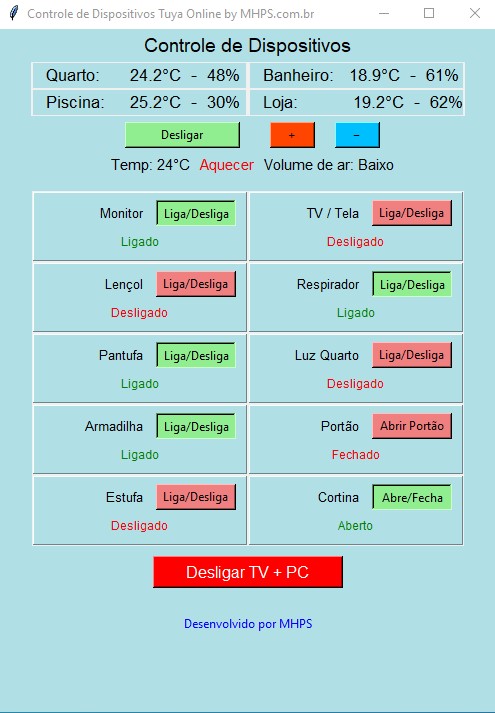 Controle de Dispositivos Tuya Online by MHPS.com.br
Controle de Dispositivos
Quarto: 24.2°C - 48% Banheiro: 18.9°C - 61%
Piscina: 25.2°C - 30% Loja: 19.2°C - 62%
Desligar + −
Temp: 24°C Aquecer Volume de ar: Baixo
Monitor Liga/Desliga TV / Tela Liga/Desliga
Ligado Desligado
Lençol Liga/Desliga Respirador Liga/Desliga
Desligado Ligado
Pantufa Liga/Desliga Luz Quarto Liga/Desliga
Ligado Desligado
Armadilha Liga/Desliga Portão Abrir Portão
Ligado Fechado
Estufa Liga/Desliga Cortina Abre/Fecha
Desligado Aberto
Desligar TV + PC
Desenvolvido por MHPS